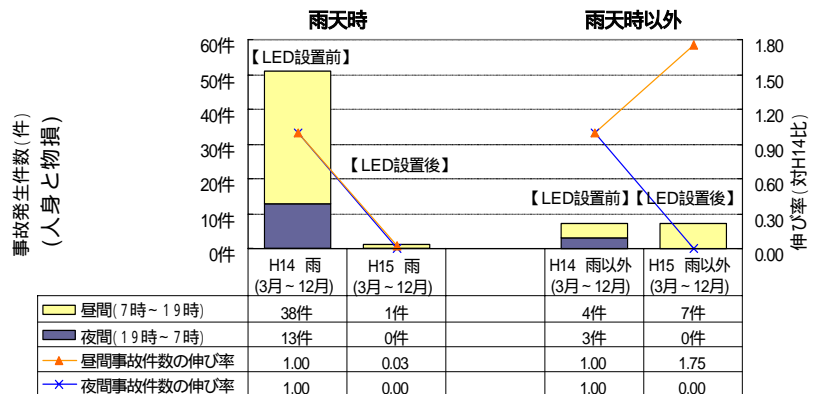 雨天時 雨天時以外
事故発生件数(件)
(人身と物損)
60件
50件
40件
30件
20件
10件
0件
【LED設置前】
【LED設置後】
【LED設置前】【LED設置後】
1.80
1.50
1.20
0.90
0.60
0.30
0.00
伸び率(対H14比)
H14 雨 H15 雨 H14 雨以外 H15 雨以外
(3月~12月) (3月~12月) (3月~12月) (3月~12月)
昼間(7時~19時) 38件 1件 4件 7件
夜間(19時~7時) 13件 0件 3件 0件
昼間事故件数の伸び率 1.00 0.03 1.00 1.75
夜間事故件数の伸び率 1.00 0.00 1.00 0.00